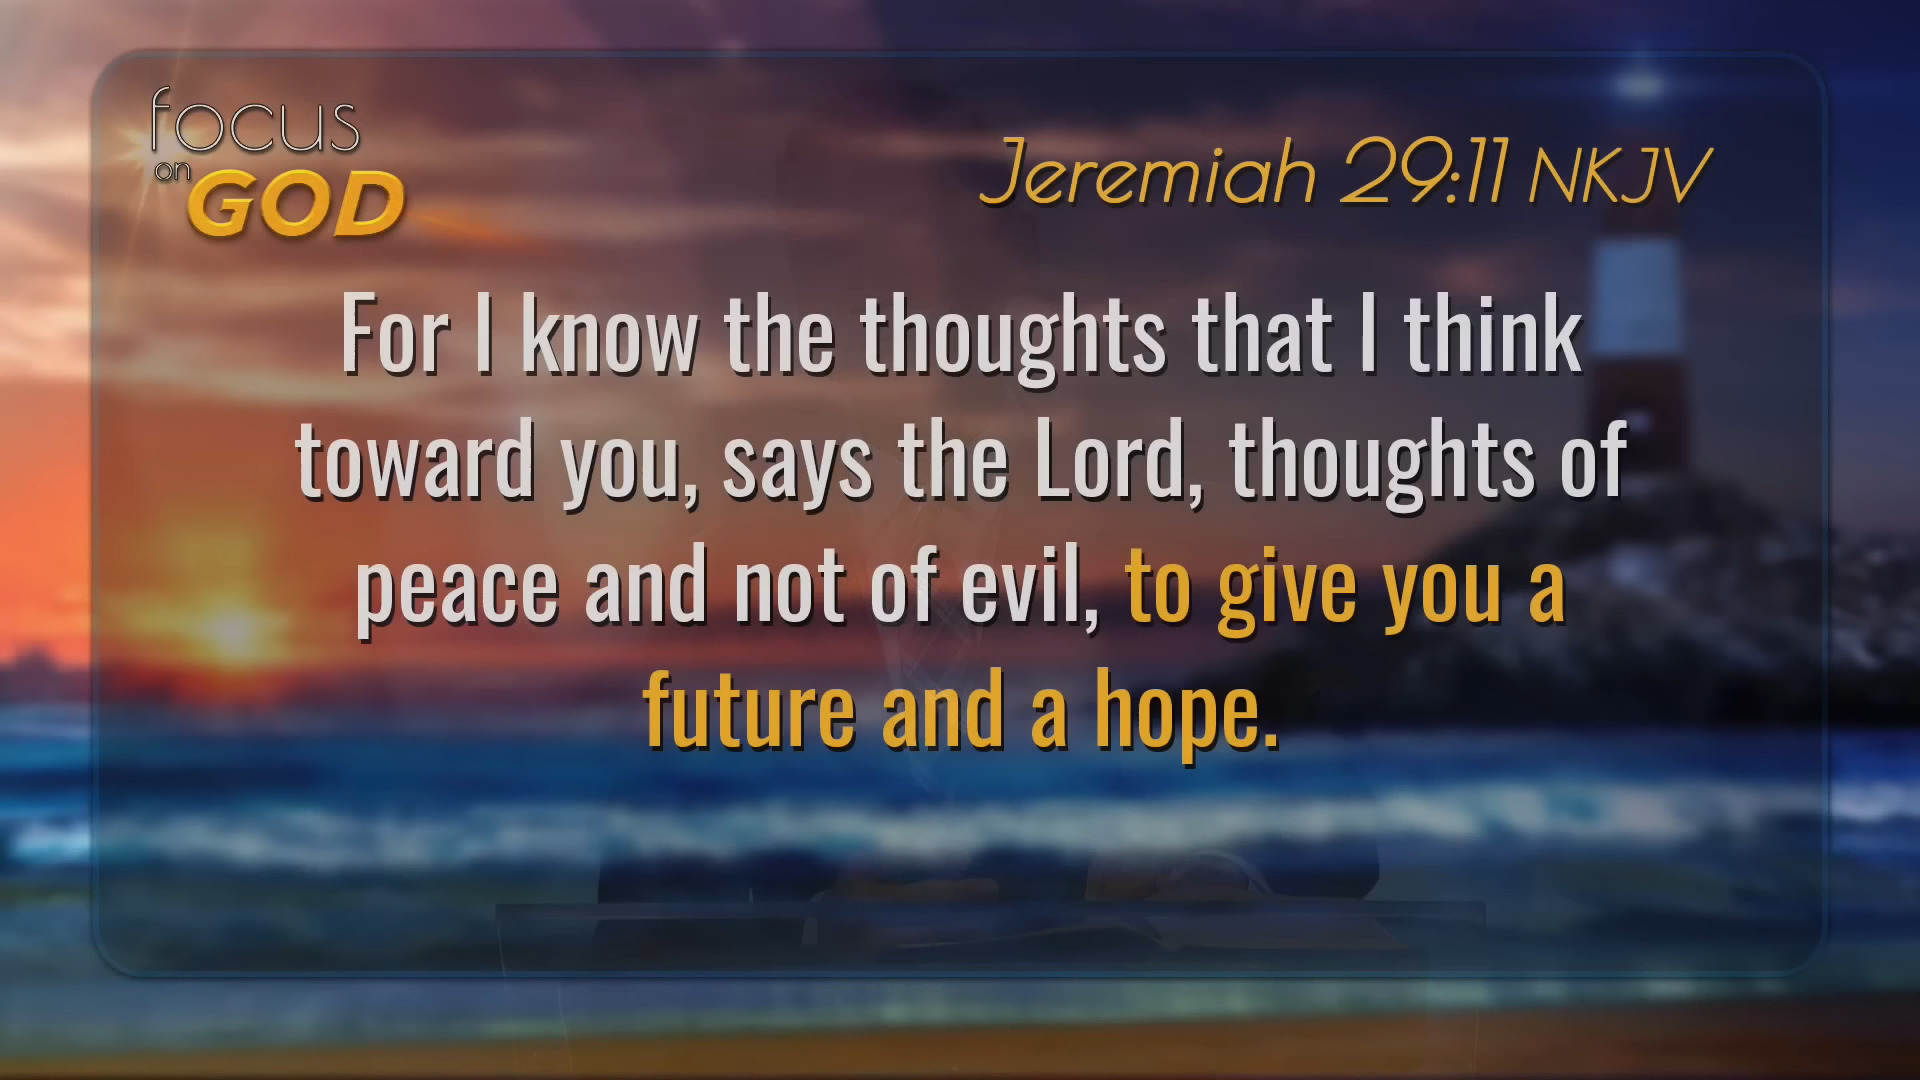 focus
on
GOD
Jeremiah 29:11 NKJV
For I know the thoughts that I think
toward you, says the Lord, thoughts of
peace and not of evil, to give you a
future and a hope.